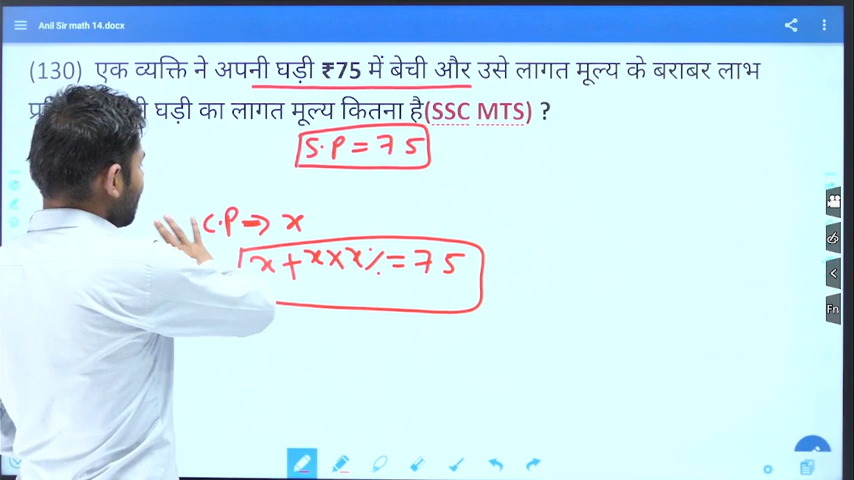 Anil Sir math 14.docx
(130) एक व्यक्ति ने अपनी घड़ी ₹75 में बेची और उसे लागत मूल्य के बराबर लाभ
घड़ी का लागत मूल्य कितना है(SSC MTS) ?
S.P = 75
C.P → x
x + x × x% = 75
Fn